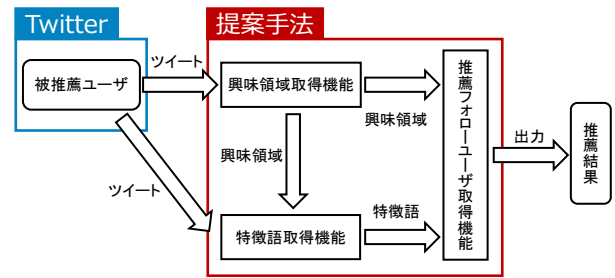 Twitter
提案手法
被推薦ユーザ
ツイート
興味領域取得機能
興味領域
推薦フォローユーザ取得機能
出力
推薦結果
興味領域
ツイート
特徴語取得機能
特徴語